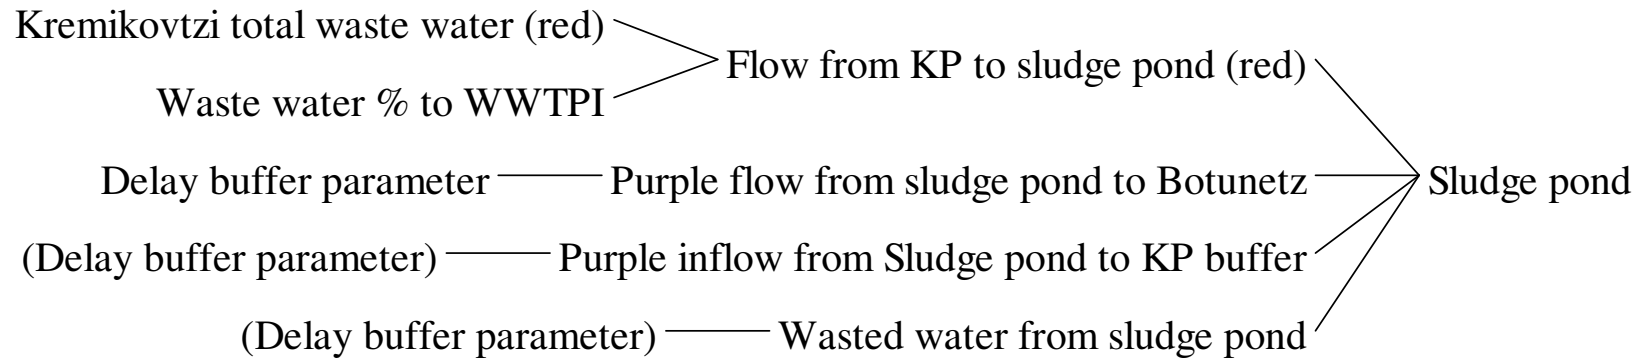 Kremikovtzi total waste water (red)
Flow from KP to sludge pond (red)
Waste water % to WWTPI
Delay buffer parameter
Purple flow from sludge pond to Botunetz
Sludge pond
(Delay buffer parameter)
Purple inflow from Sludge pond to KP buffer
(Delay buffer parameter)
Wasted water from sludge pond